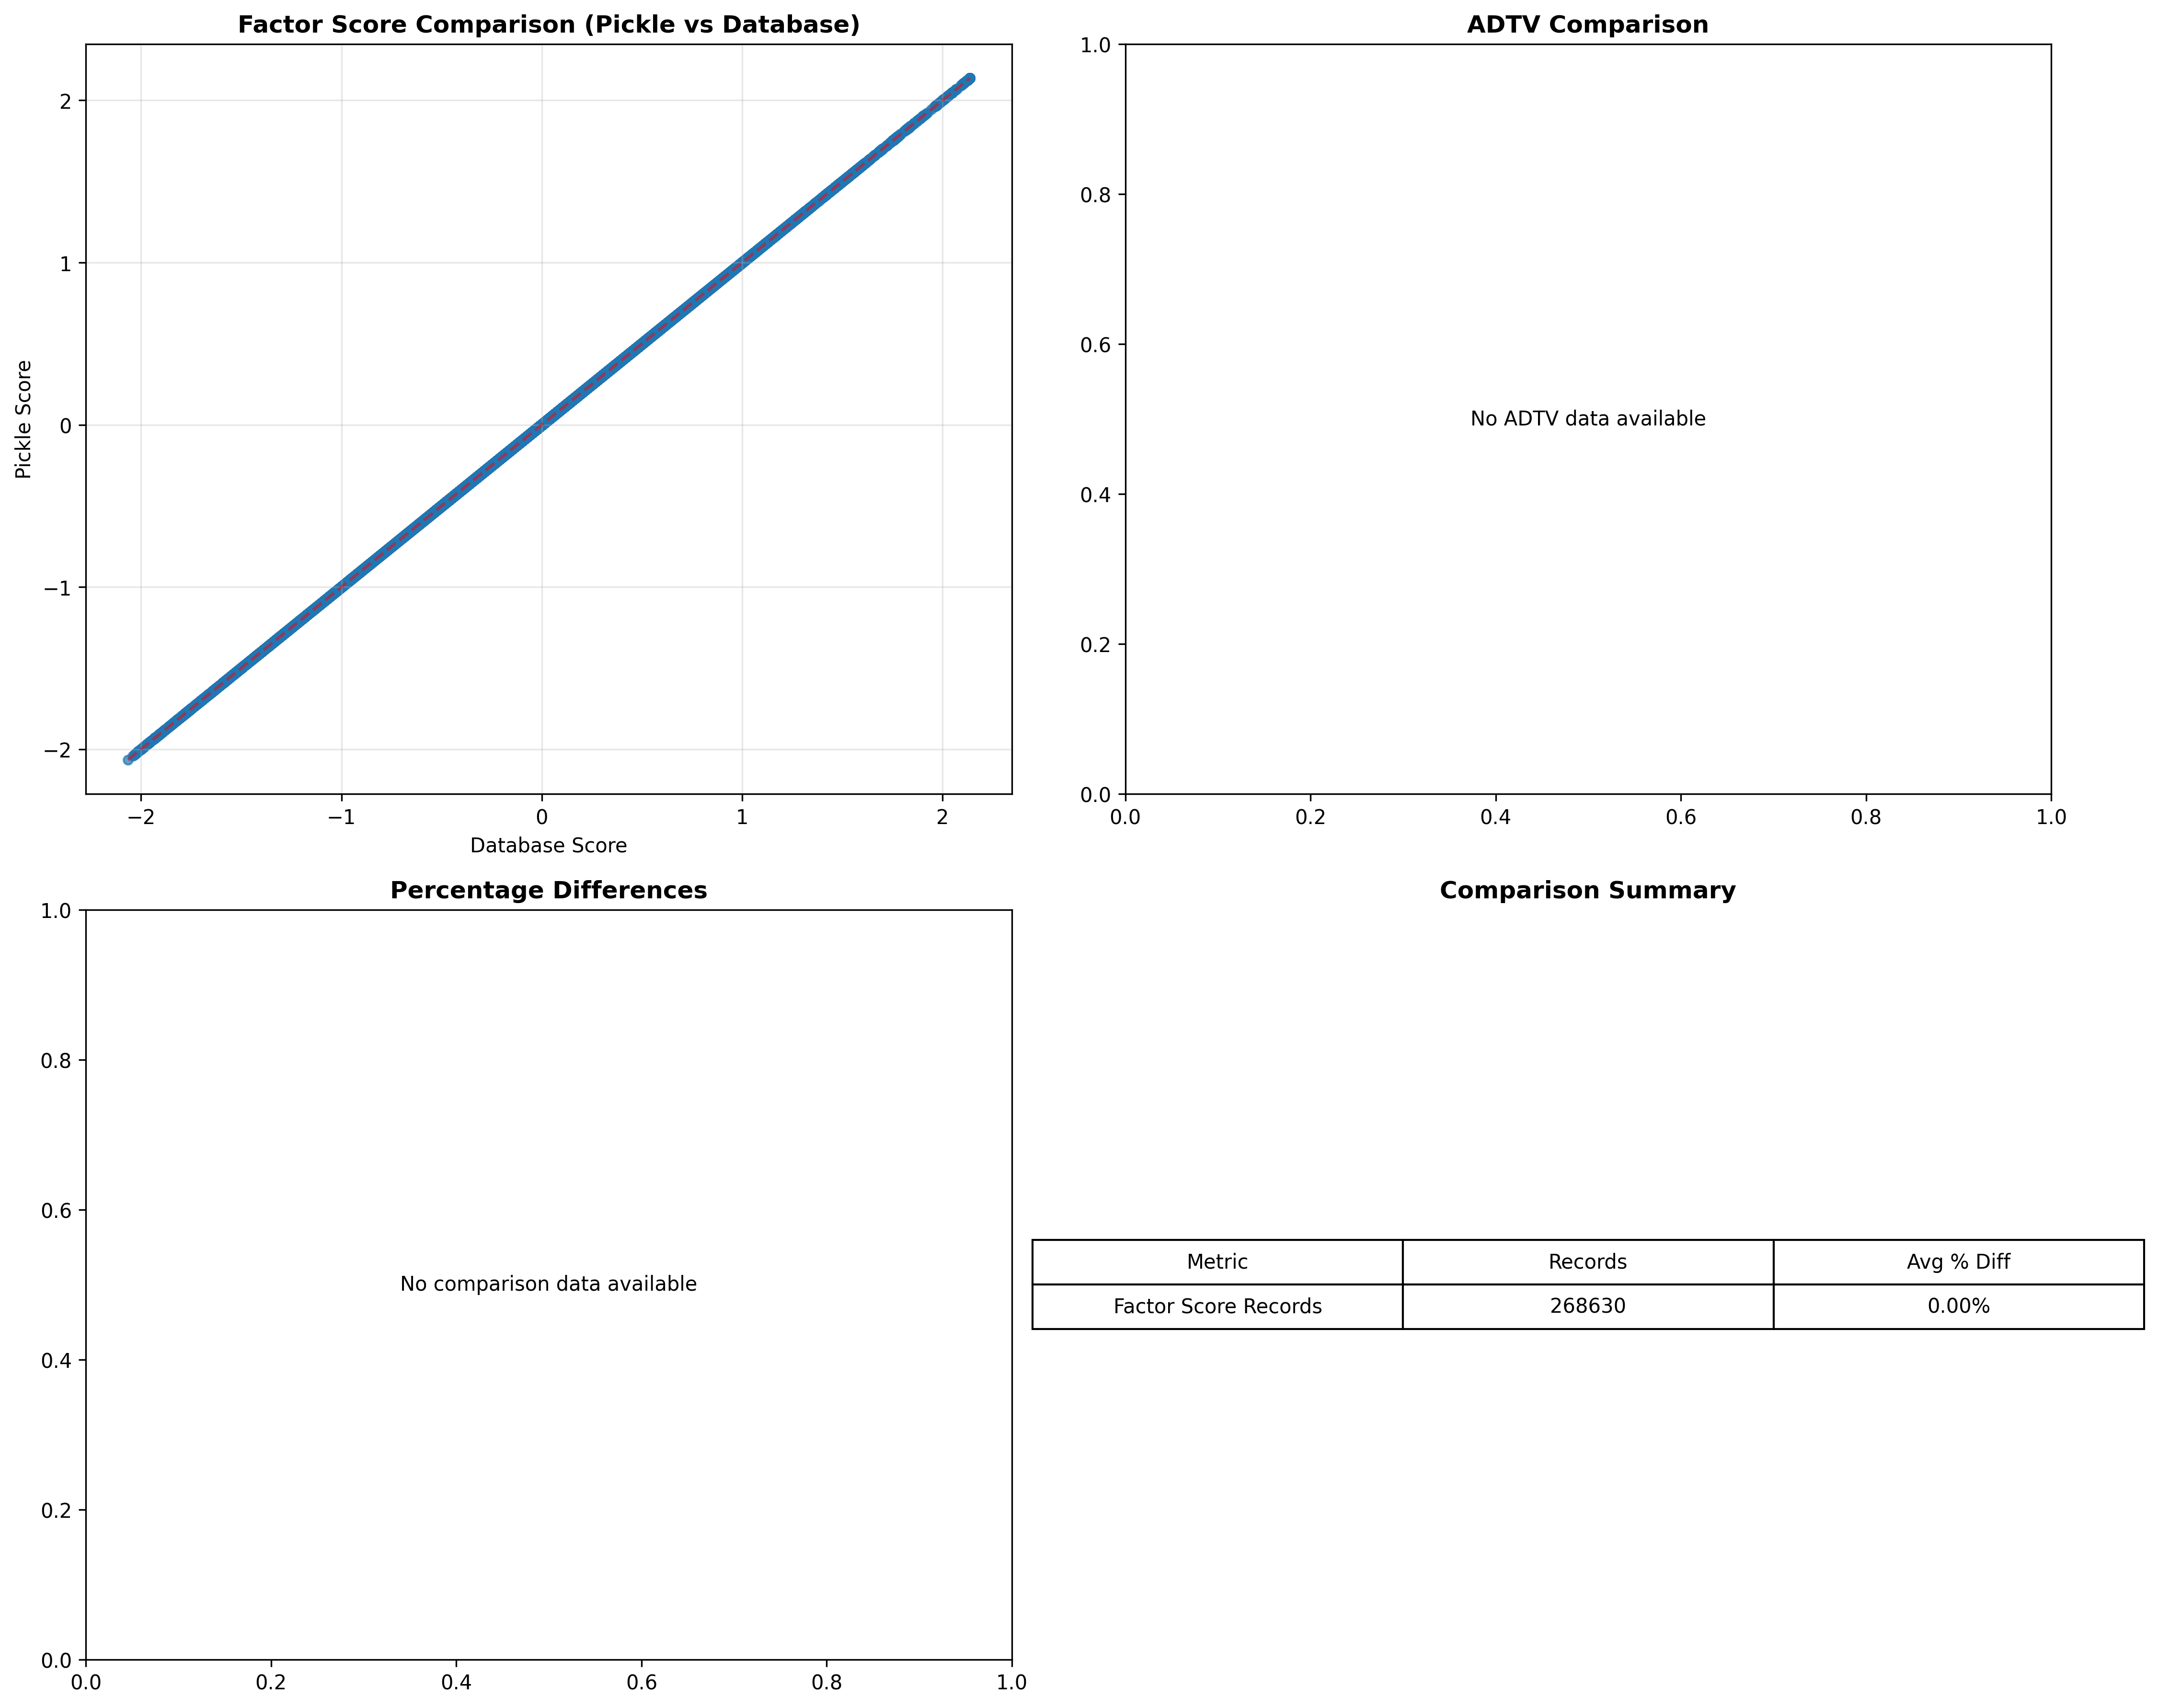 Factor Score Comparison (Pickle vs Database)
Pickle Score
2
1
0
−1
−2
−2 −1 0 1 2
Database Score
ADTV Comparison
1.0
0.8
0.6
No ADTV data available
0.4
0.2
0.0
0.0 0.2 0.4 0.6 0.8 1.0
Percentage Differences
1.0
0.8
0.6
No comparison data available
0.4
0.2
0.0
0.0 0.2 0.4 0.6 0.8 1.0
Comparison Summary
Metric Records Avg % Diff
Factor Score Records 268630 0.00%